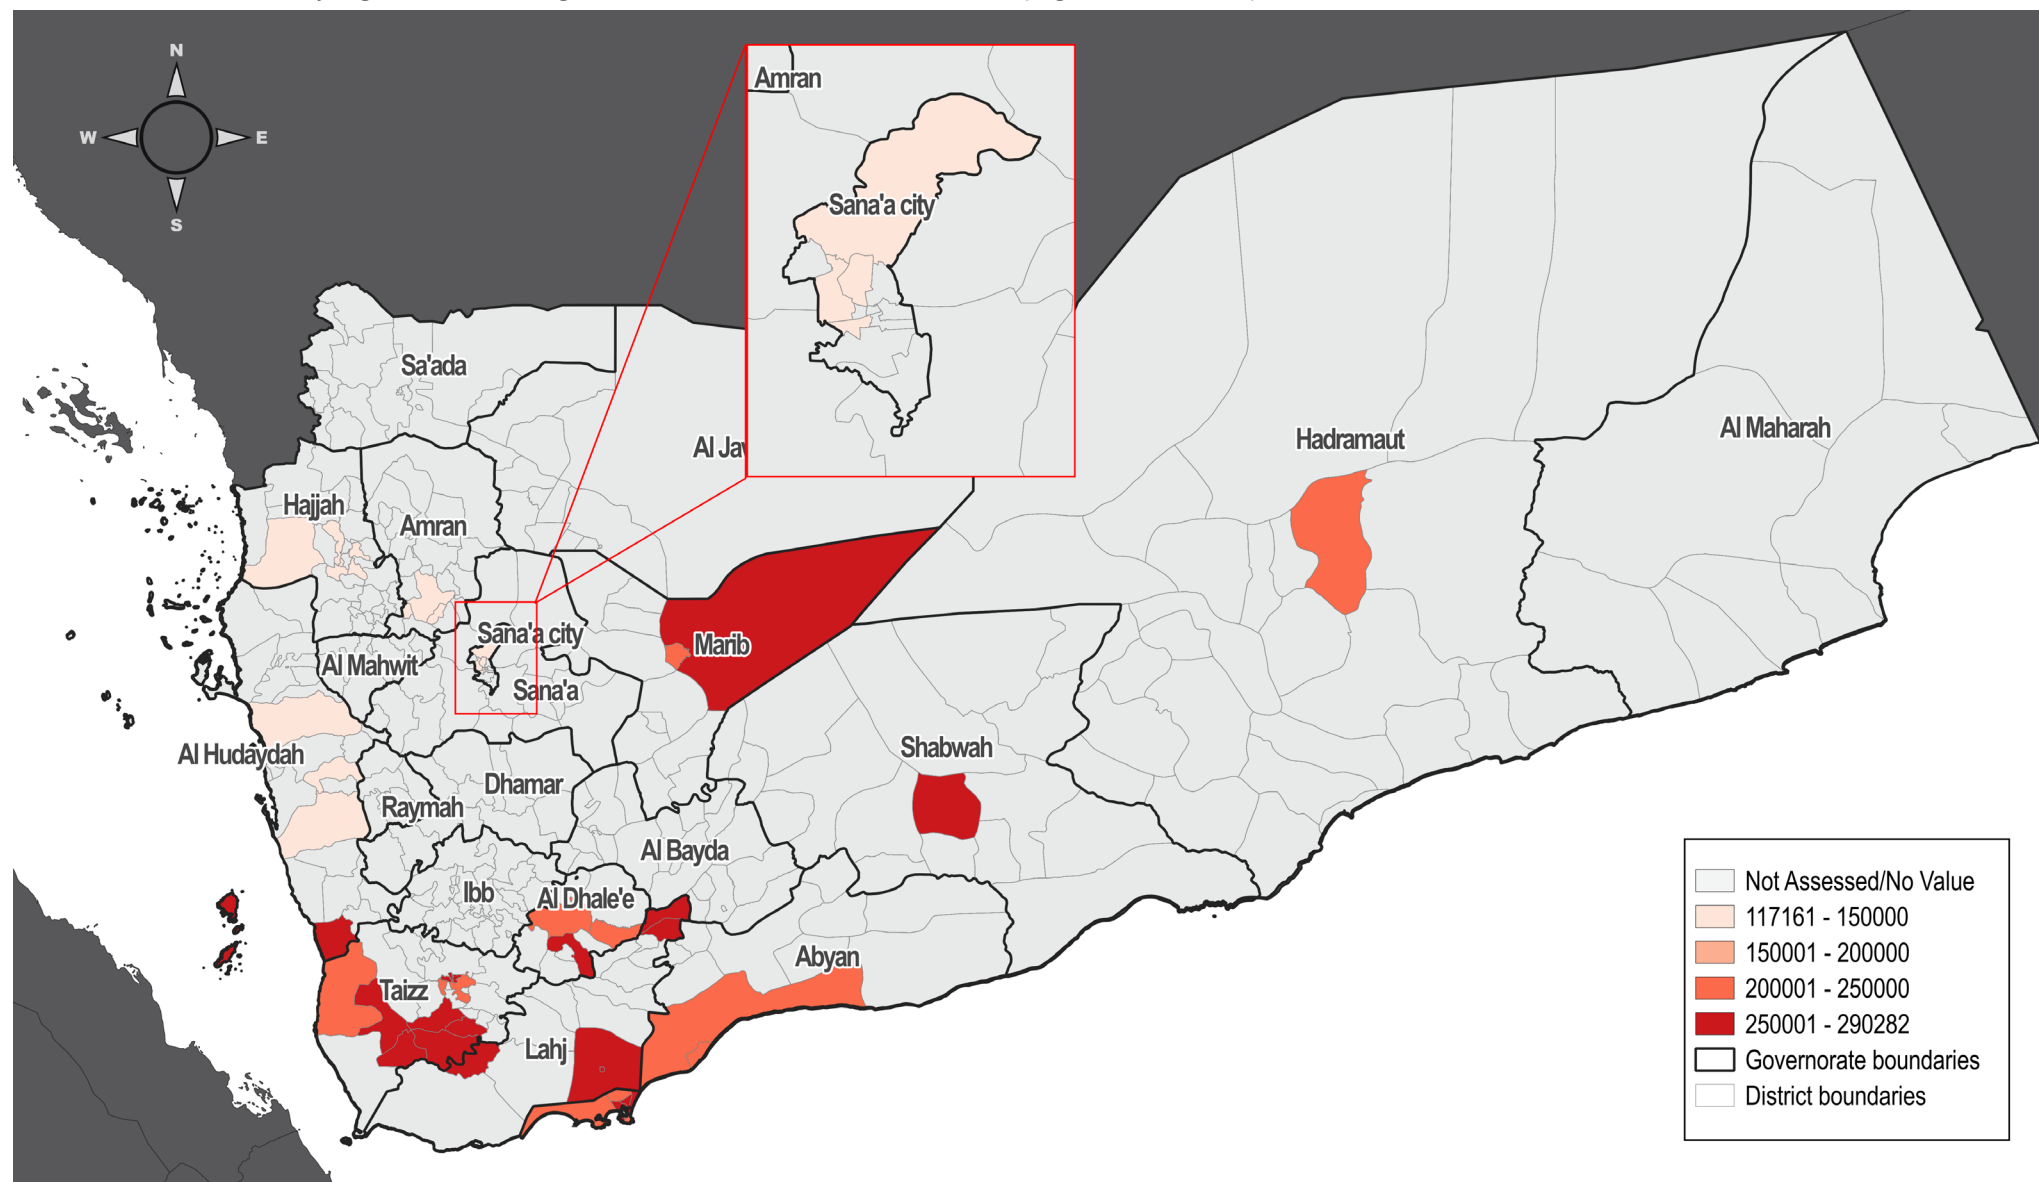 N
W
E
S
Amran
Sana'a city
Sa'ada
Al Jaw
Hadramaut
Al Maharah
Hajjah
Amran
Sana'a city
Marib
Al Mahwit
Sana'a
Al Hudaydah
Shabwah
Dhamar
Raymah
Al Bayda
Ibb
Al Dhale'e
Abyan
Taizz
Lahj
Not Assessed/No Value
117161 - 150000
150001 - 200000
200001 - 250000
250001 - 290282
Governorate boundaries
District boundaries